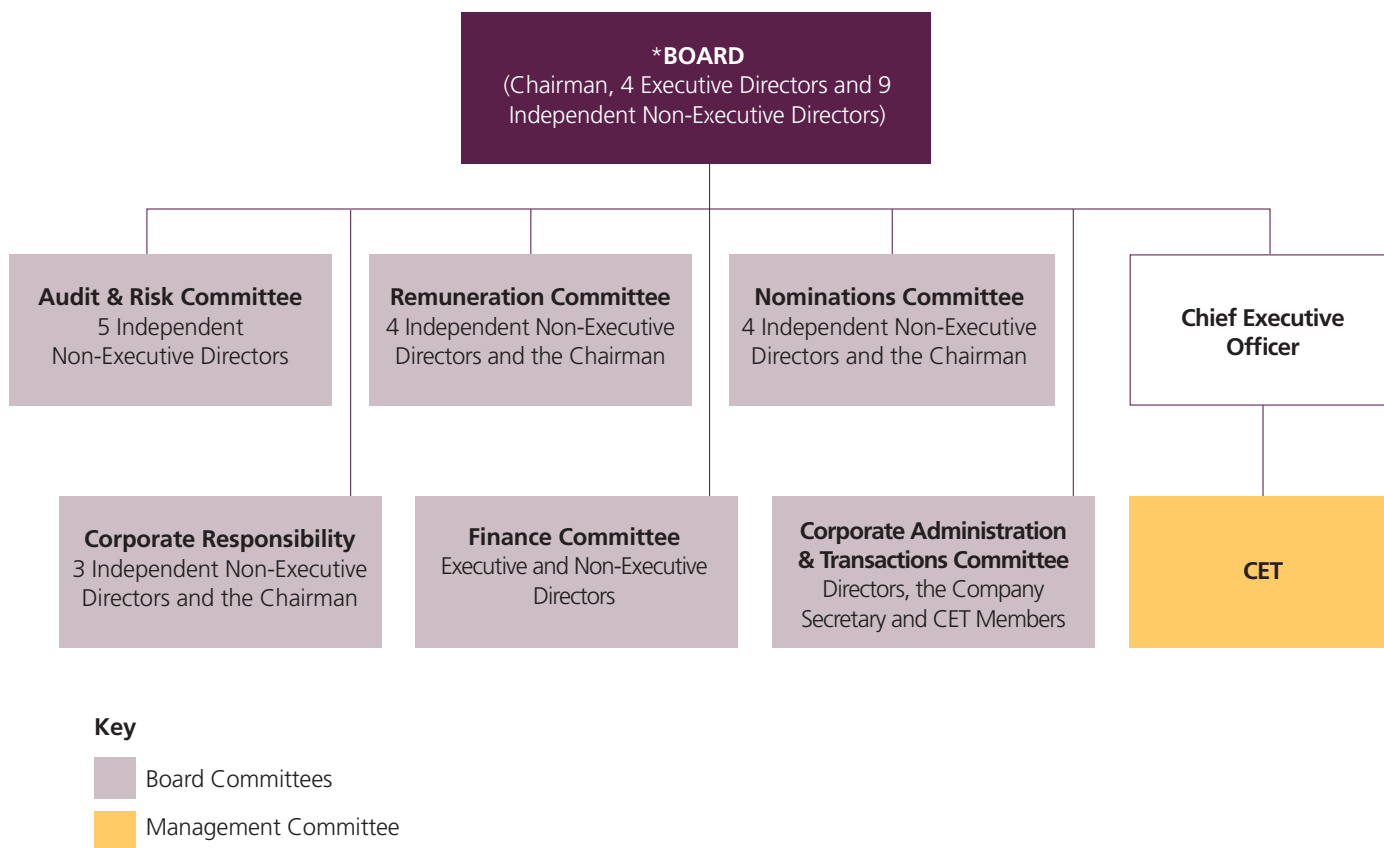 *BOARD
(Chairman, 4 Executive Directors and 9
Independent Non-Executive Directors)
Audit & Risk Committee
5 Independent
Non-Executive Directors
Remuneration Committee
4 Independent Non-Executive
Directors and the Chairman
Nominations Committee
4 Independent Non-Executive
Directors and the Chairman
Chief Executive
Officer
Corporate Responsibility
3 Independent Non-Executive
Directors and the Chairman
Finance Committee
Executive and Non-Executive
Directors
Corporate Administration
& Transactions Committee
Directors, the Company
Secretary and CET Members
CET
Key
Board Committees
Management Committee